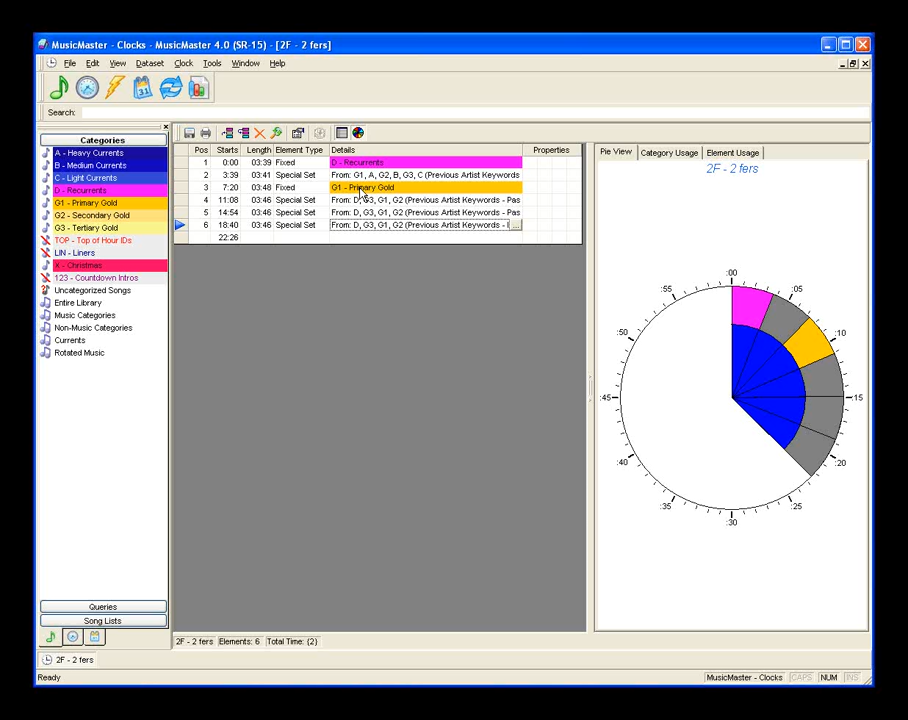 MusicMaster - Clocks - MusicMaster 4.0 (SR-15) - [2F - 2 fers]
File Edit View Dataset Clock Tools Window Help
Search:
Categories
A - Heavy Currents
B - Medium Currents
C - Light Currents
D - Recurrents
G1 - Primary Gold
G2 - Secondary Gold
G3 - Tertiary Gold
TOP - Top of Hour IDs
LIN - Liners
X - Christmas
123 - Countdown Intros
Uncategorized Songs
Entire Library
Music Categories
Non-Music Categories
Currents
Rotated Music
Queries
Song Lists
Pos Starts Length Element Type Details Properties
1 0:00 03:39 Fixed D - Recurrents
2 3:39 03:41 Special Set From: G1, A, G2, B, G3, C (Previous Artist Keywords
3 7:20 03:48 Fixed G1 - Primary Gold
4 11:08 03:46 Special Set From: D, G3, G1, G2 (Previous Artist Keywords - Pas
5 14:54 03:46 Special Set From: D, G3, G1, G2 (Previous Artist Keywords - Pas
6 18:40 03:46 Special Set From: D, G3, G1, G2 (Previous Artist Keywords - ...
22:26
2F - 2 fers Elements: 6 Total Time: {2}
Pie View Category Usage Element Usage
2F - 2 fers
:00
:05
:10
:15
:20
:25
:30
:35
:40
:45
:50
:55
2F - 2 fers
Ready MusicMaster - Clocks CAPS NUM INS
31